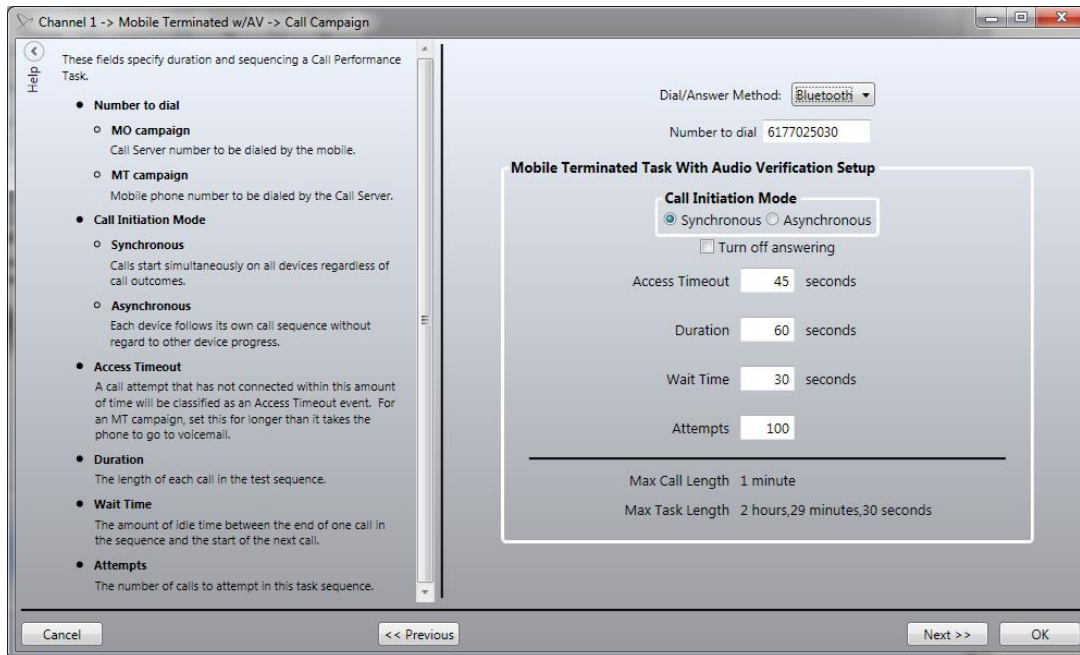 Channel 1 -> Mobile Terminated w/AV -> Call Campaign
Help
These fields specify duration and sequencing a Call Performance
Task.
Number to dial
MO campaign
Call Server number to be dialed by the mobile.
MT campaign
Mobile phone number to be dialed by the Call Server.
Call Initiation Mode
Synchronous
Calls start simultaneously on all devices regardless of
call outcomes.
Asynchronous
Each device follows its own call sequence without
regard to other device progress.
Access Timeout
A call attempt that has not connected within this amount
of time will be classified as an Access Timeout event. For
an MT campaign, set this for longer than it takes the
phone to go to voicemail.
Duration
The length of each call in the test sequence.
Wait Time
The amount of idle time between the end of one call in
the sequence and the start of the next call.
Attempts
The number of calls to attempt in this task sequence.
Dial/Answer Method: Bluetooth
Number to dial 6177025030
Mobile Terminated Task With Audio Verification Setup
Call Initiation Mode
Synchronous Asynchronous
Turn off answering
Access Timeout 45 seconds
Duration 60 seconds
Wait Time 30 seconds
Attempts 100
Max Call Length 1 minute
Max Task Length 2 hours,29 minutes,30 seconds
Cancel << Previous Next >> OK